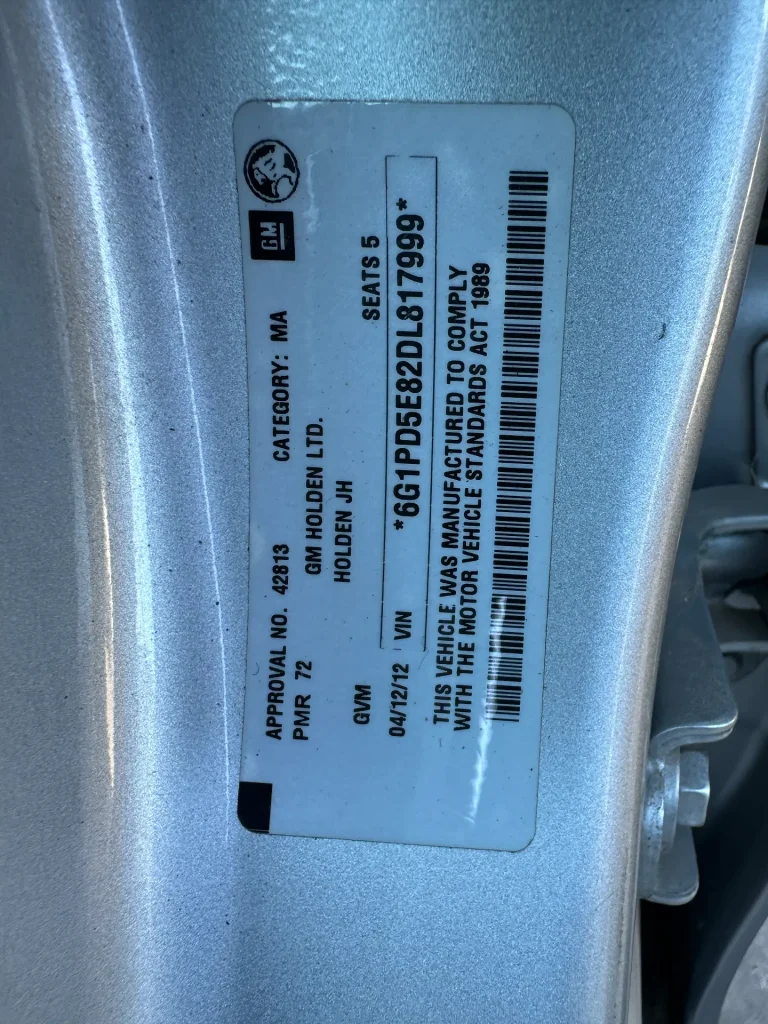 GM
APPROVAL NO. 42813 CATEGORY: MA
PMR 72
GM HOLDEN LTD.
HOLDEN JH
GVM SEATS 5
04/12/12 VIN *6G1PD5E82DL817999*
THIS VEHICLE WAS MANUFACTURED TO COMPLY
WITH THE MOTOR VEHICLE STANDARDS ACT 1989